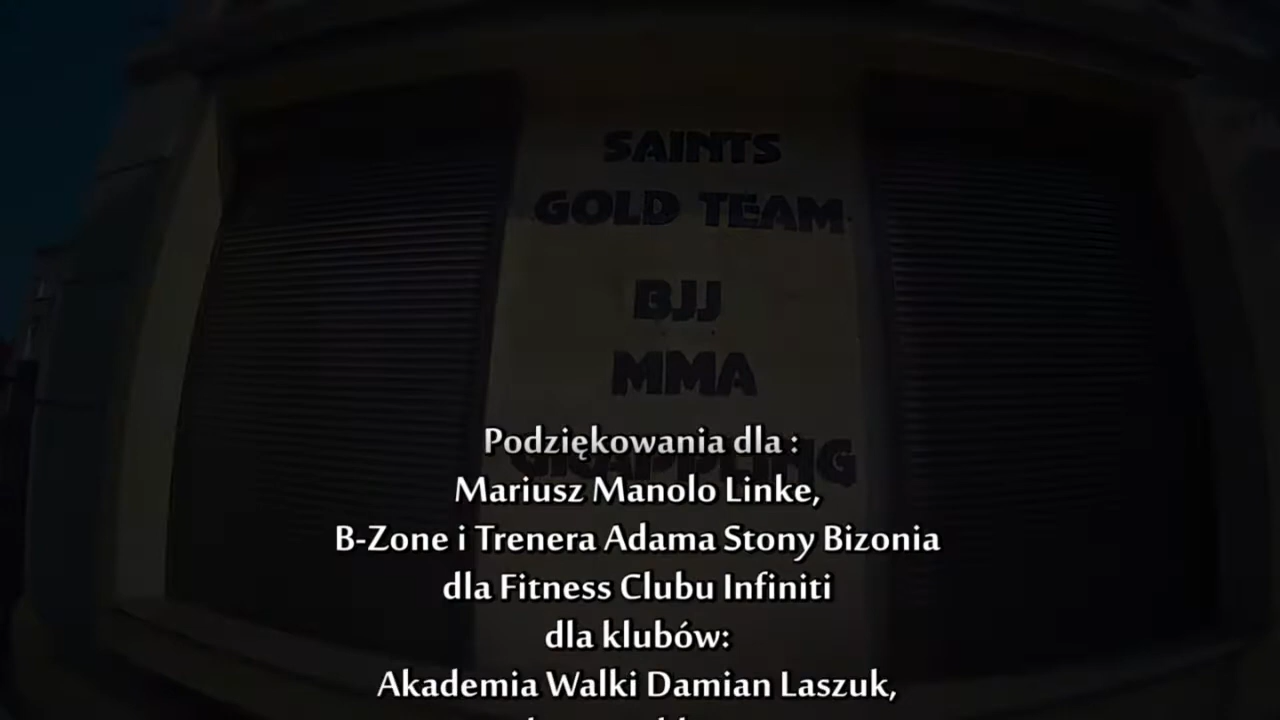 SAINTS
GOLD TEAM
BJJ
MMA
GRAPPLING
Podziękowania dla :
Mariusz Manolo Linke,
B-Zone i Trenera Adama Stony Bizonia
dla Fitness Clubu Infiniti
dla klubów:
Akademia Walki Damian Laszuk,